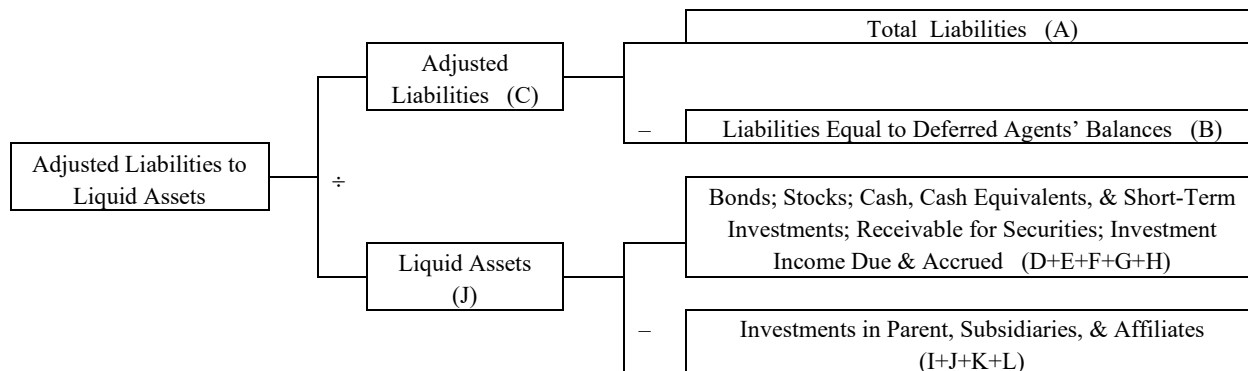 Total Liabilities (A)
Adjusted
Liabilities (C)
– Liabilities Equal to Deferred Agents’ Balances (B)
Adjusted Liabilities to
Liquid Assets
÷
Bonds; Stocks; Cash, Cash Equivalents, & Short-Term
Investments; Receivable for Securities; Investment
Income Due & Accrued (D+E+F+G+H)
Liquid Assets
(J)
– Investments in Parent, Subsidiaries, & Affiliates
(I+J+K+L)